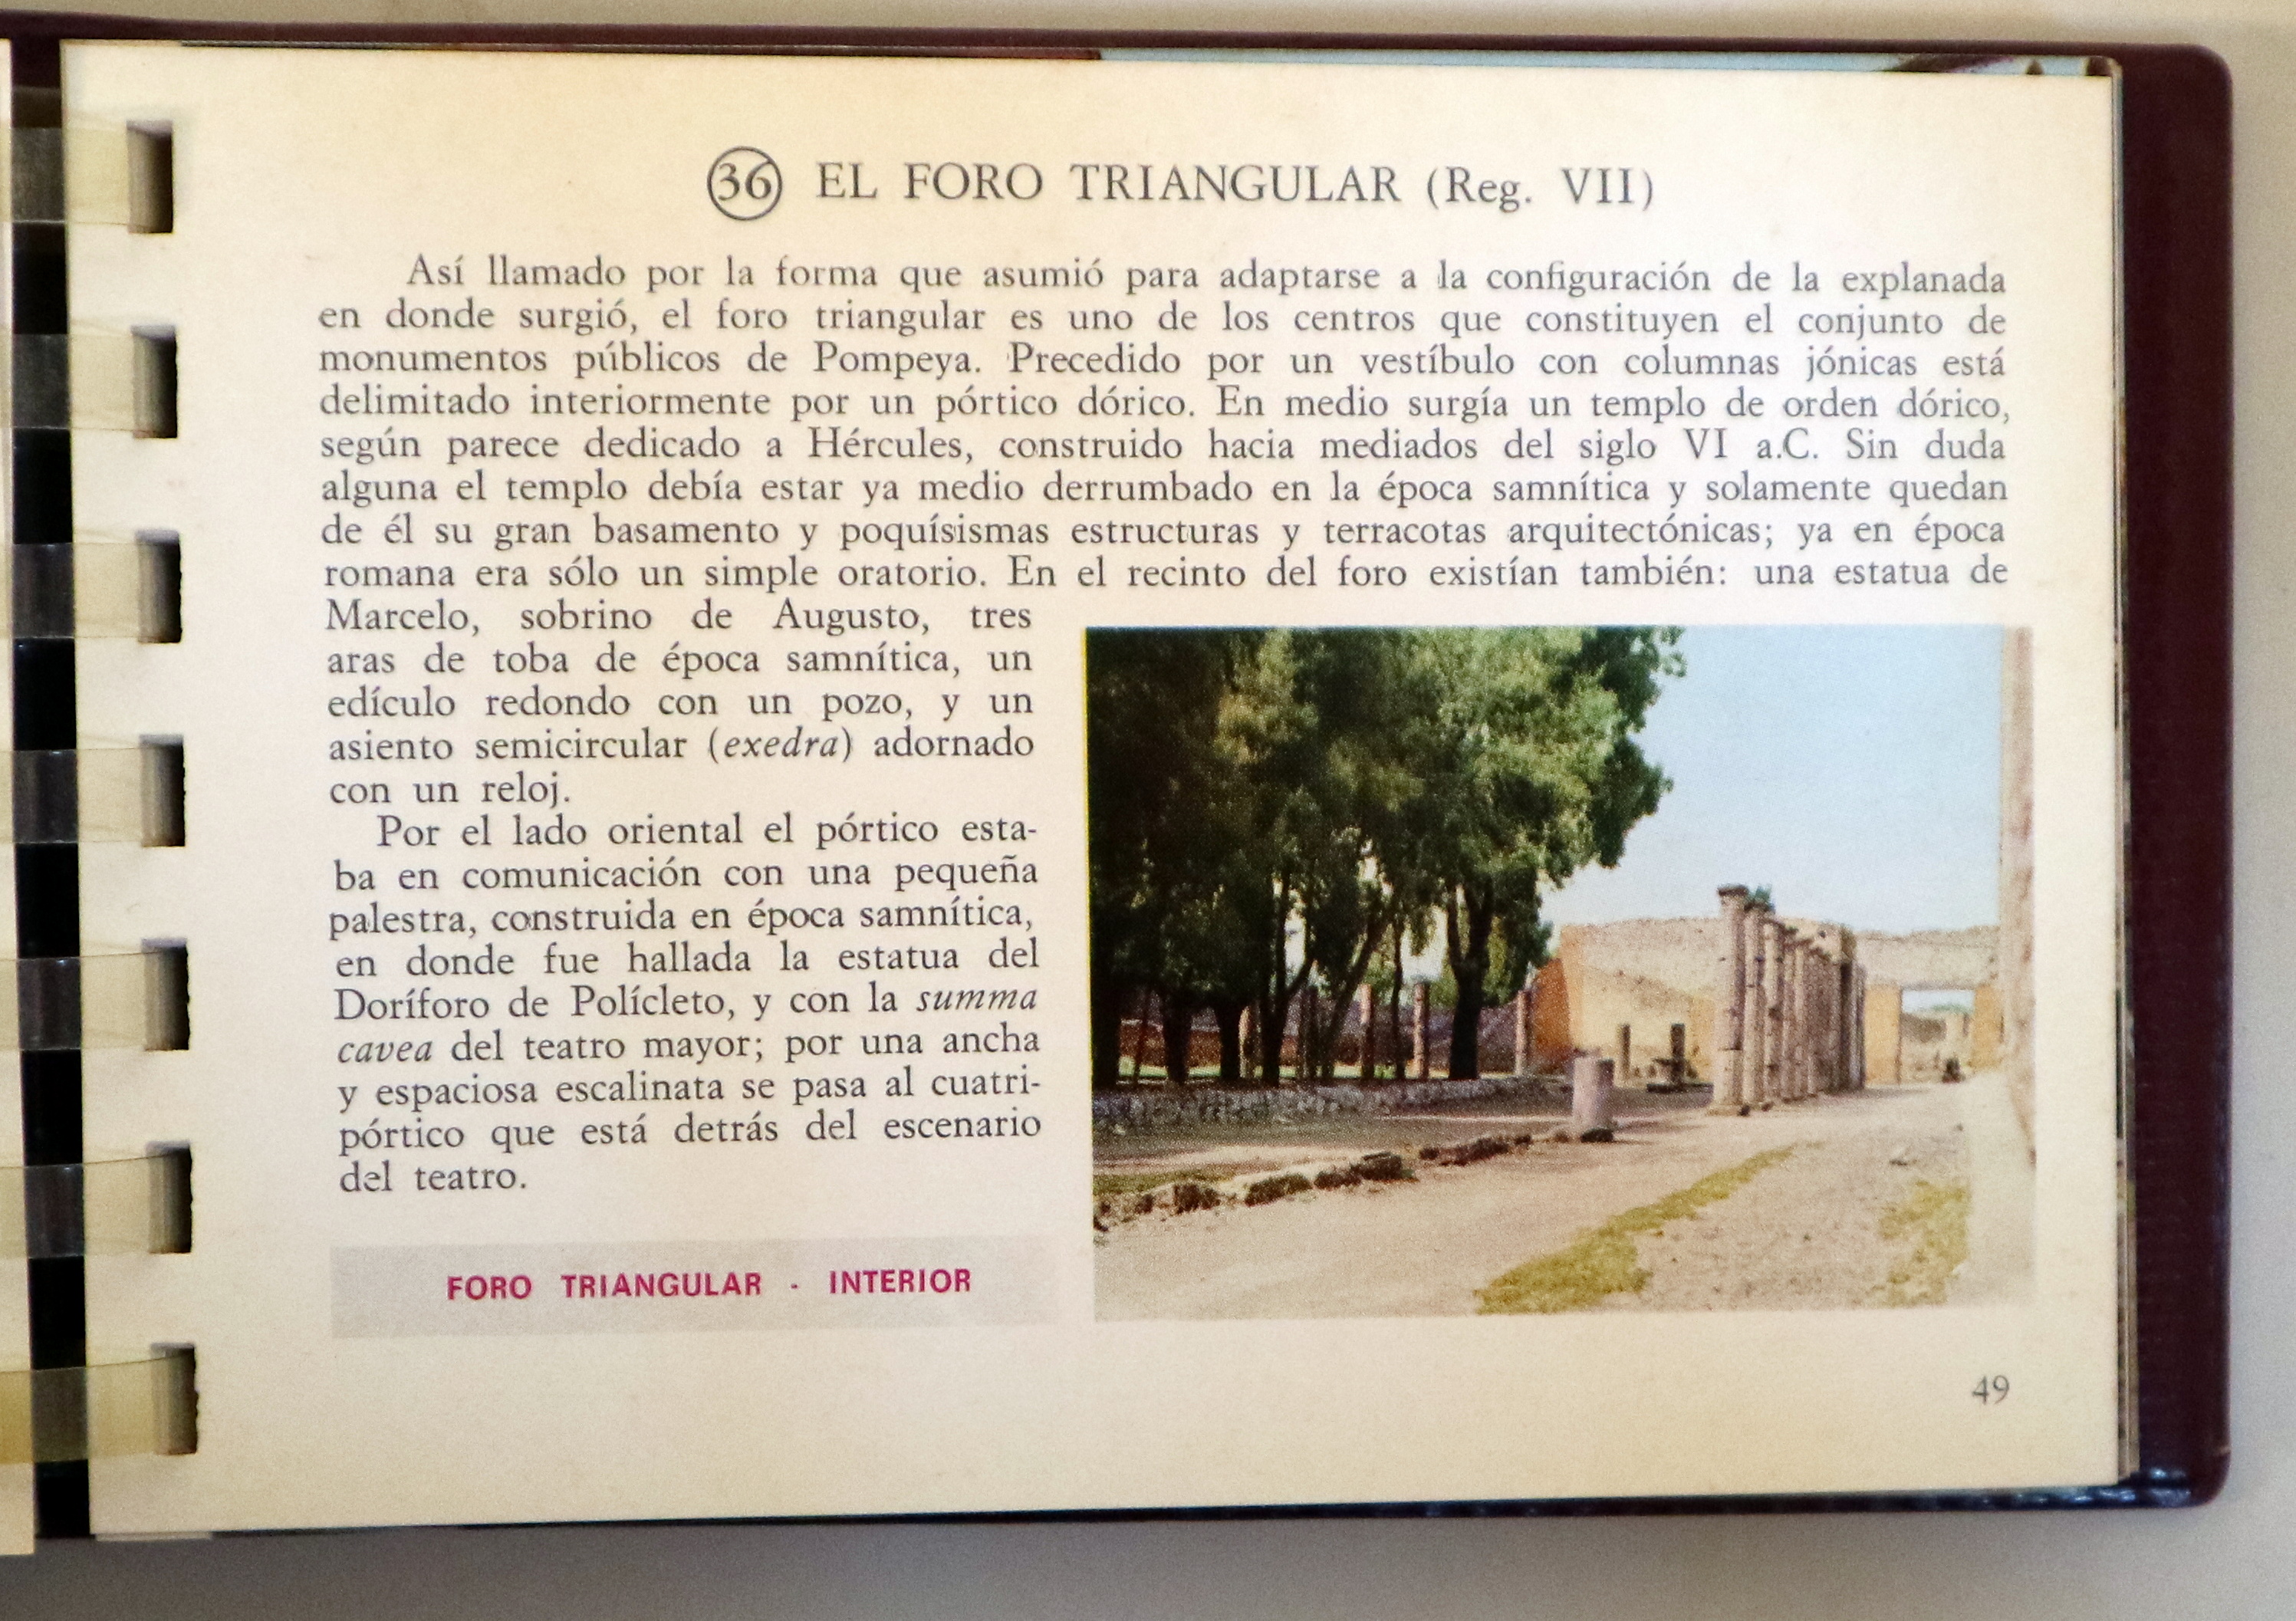 36 EL FORO TRIANGULAR (Reg. VII)
Así llamado por la forma que asumió para adaptarse a la configuración de la explanada
en donde surgió, el foro triangular es uno de los centros que constituyen el conjunto de
monumentos públicos de Pompeya. Precedido por un vestíbulo con columnas jónicas está
delimitado interiormente por un pórtico dórico. En medio surgía un templo de orden dórico,
según parece dedicado a Hércules, construido hacia mediados del siglo VI a.C. Sin duda
alguna el templo debía estar ya medio derrumbado en la época samnítica y solamente quedan
de él su gran basamento y poquísismas estructuras y terracotas arquitectónicas; ya en época
romana era sólo un simple oratorio. En el recinto del foro existían también: una estatua de
Marcelo, sobrino de Augusto, tres
aras de toba de época samnítica, un
edículo redondo con un pozo, y un
asiento semicircular (exedra) adornado
con un reloj.
Por el lado oriental el pórtico esta-
ba en comunicación con una pequeña
palestra, construida en época samnítica,
en donde fue hallada la estatua del
Doríforo de Polícleto, y con la summa
cavea del teatro mayor; por una ancha
y espaciosa escalinata se pasa al cuatri-
pórtico que está detrás del escenario
del teatro.
FORO TRIANGULAR - INTERIOR
49